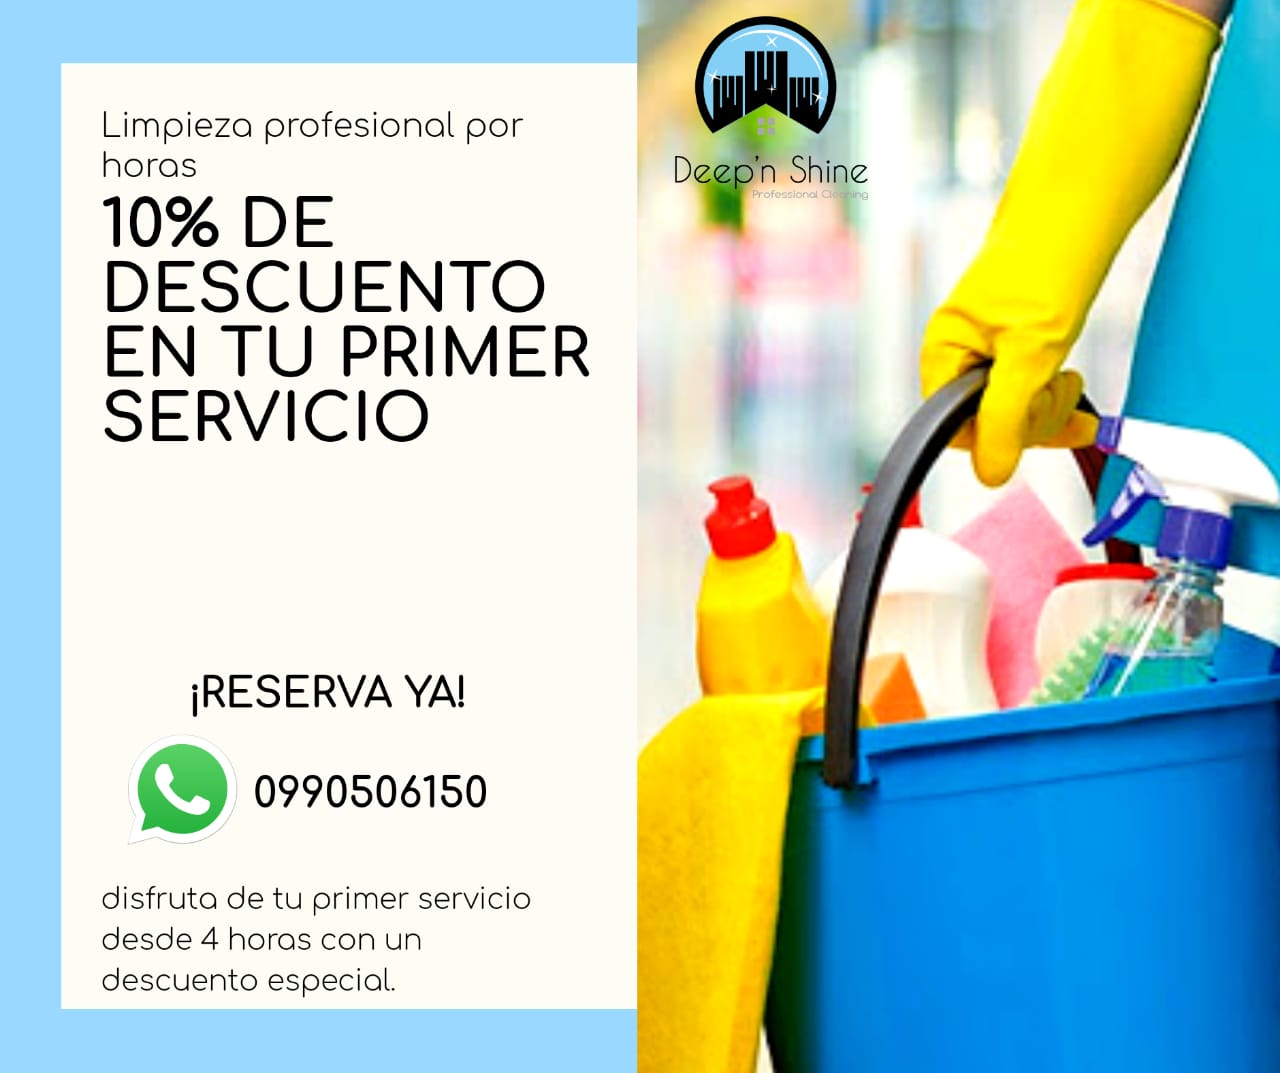 Limpieza profesional por
horas
10% DE
DESCUENTO
EN TU PRIMER
SERVICIO
¡RESERVA YA!
0990506150
disfruta de tu primer servicio
desde 4 horas con un
descuento especial.
Deep'n Shine
Professional Cleaning